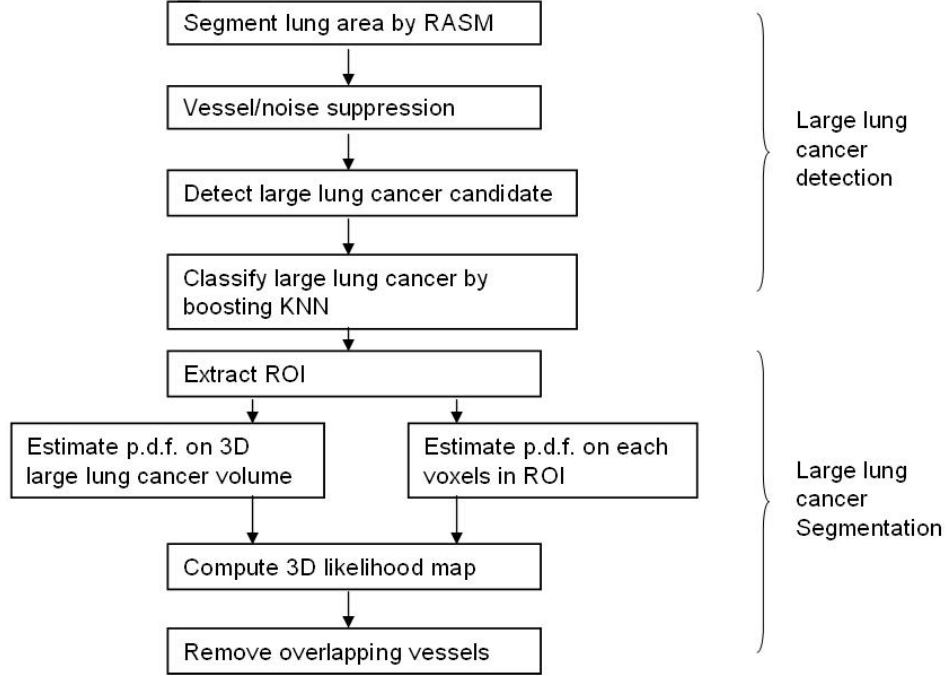 Segment lung area by RASM
Vessel/noise suppression
Detect large lung cancer candidate
Classify large lung cancer by
boosting KNN
Large lung
cancer
detection
Extract ROI
Estimate p.d.f. on 3D
large lung cancer volume
Estimate p.d.f. on each
voxels in ROI
Compute 3D likelihood map
Remove overlapping vessels
Large lung
cancer
Segmentation